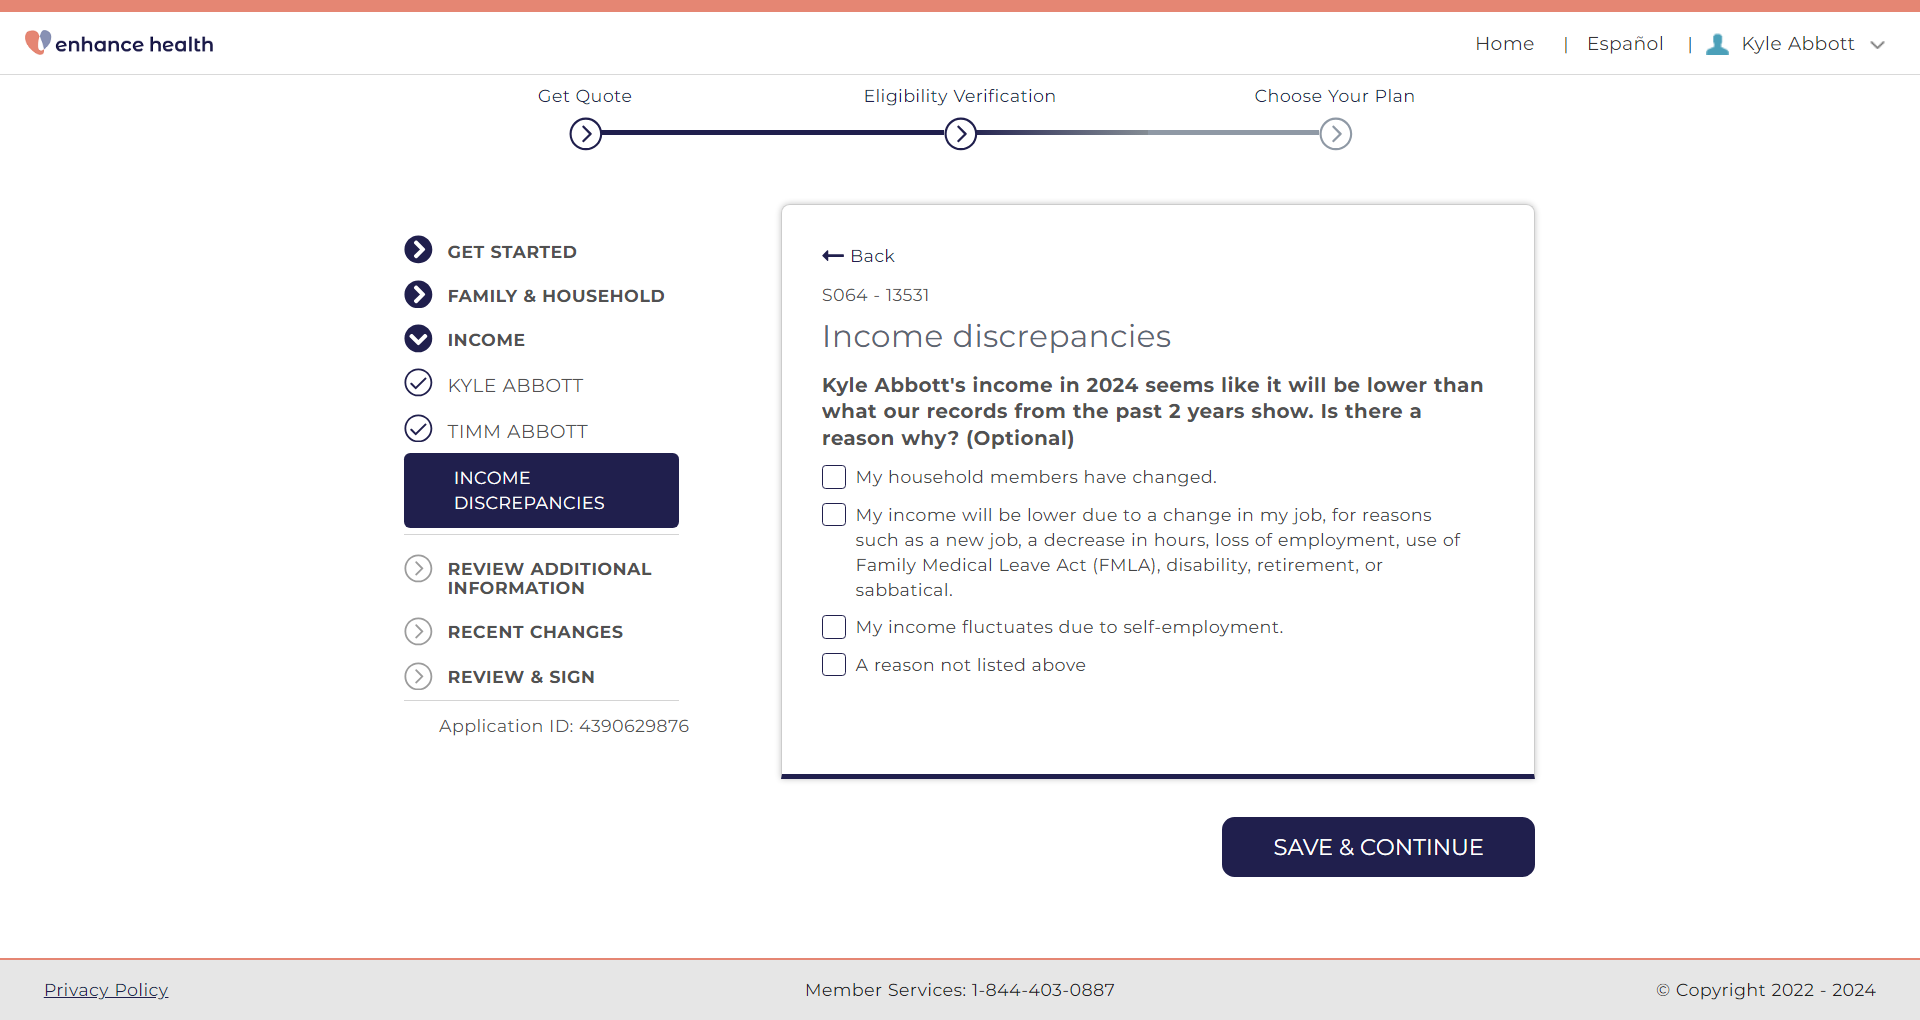 enhance health
Home | Español | Kyle Abbott
Get Quote
Eligibility Verification
Choose Your Plan
GET STARTED
FAMILY & HOUSEHOLD
INCOME
KYLE ABBOTT
TIMM ABBOTT
INCOME
DISCREPANCIES
REVIEW ADDITIONAL
INFORMATION
RECENT CHANGES
REVIEW & SIGN
Application ID: 4390629876
Back
S064 - 13531
Income discrepancies
Kyle Abbott's income in 2024 seems like it will be lower than
what our records from the past 2 years show. Is there a
reason why? (Optional)
My household members have changed.
My income will be lower due to a change in my job, for reasons
such as a new job, a decrease in hours, loss of employment, use of
Family Medical Leave Act (FMLA), disability, retirement, or
sabbatical.
My income fluctuates due to self-employment.
A reason not listed above
SAVE & CONTINUE
Privacy Policy
Member Services: 1-844-403-0887
© Copyright 2022 - 2024